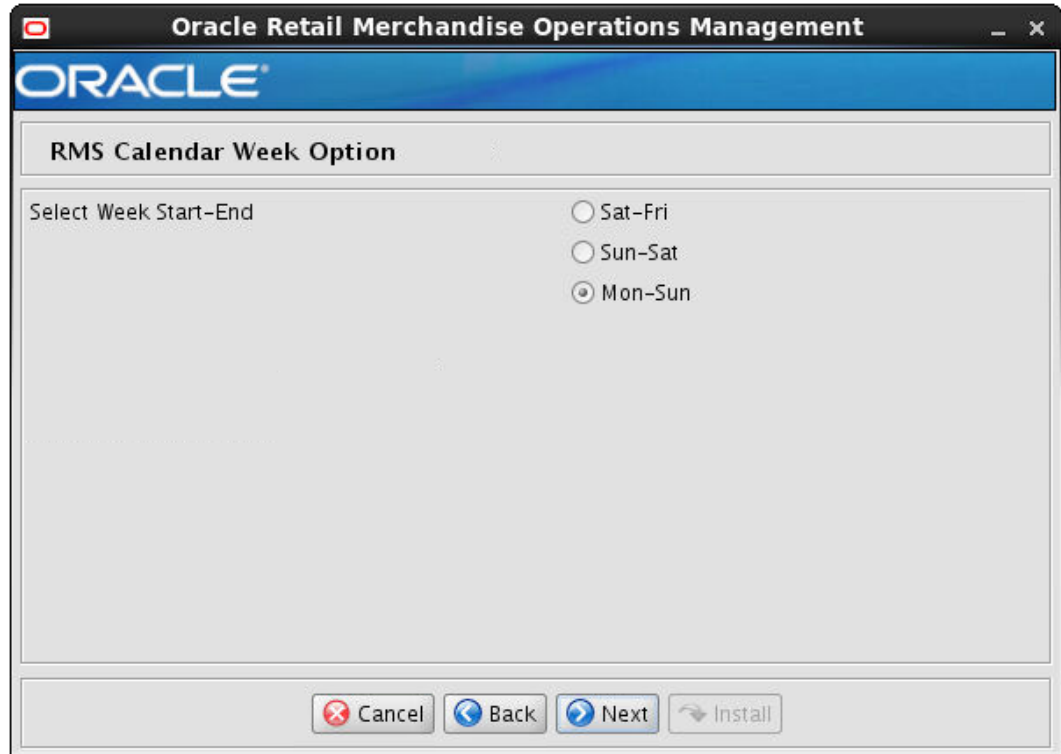 Oracle Retail Merchandise Operations Management
ORACLE
RMS Calendar Week Option
Select Week Start-End
Sat-Fri
Sun-Sat
Mon-Sun
Cancel Back Next Install